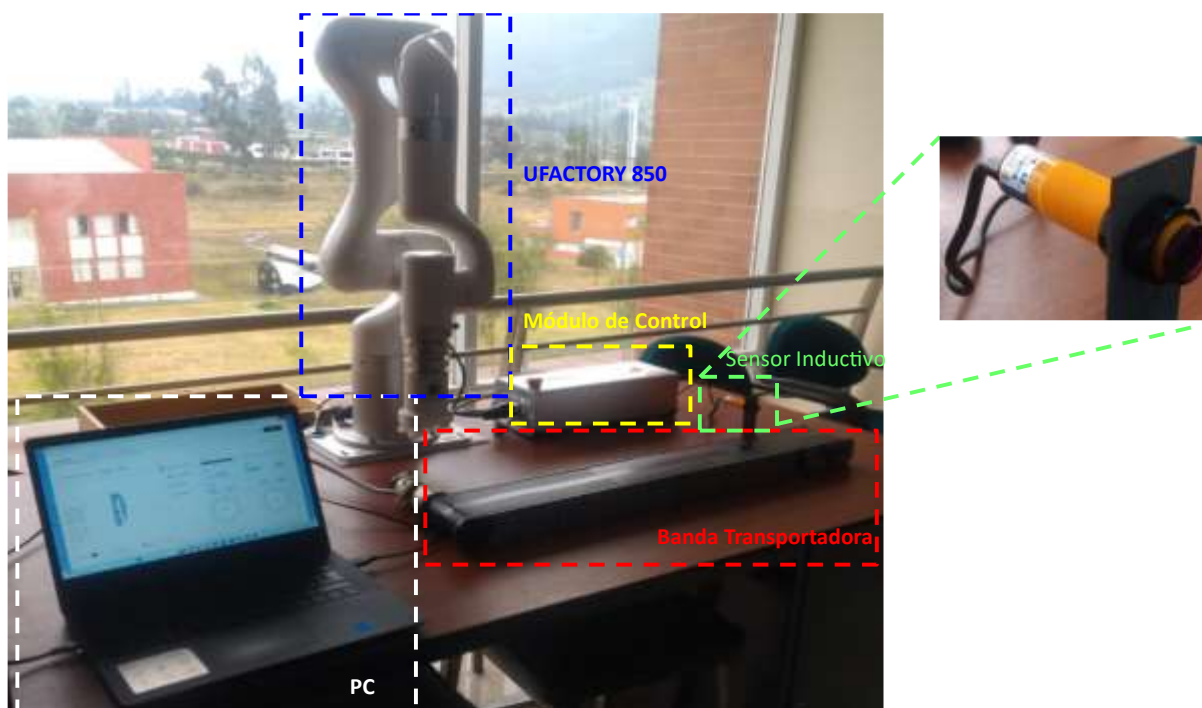 UFACTORY 850
Módulo de Control
Sensor Inductivo
Banda Transportadora
PC